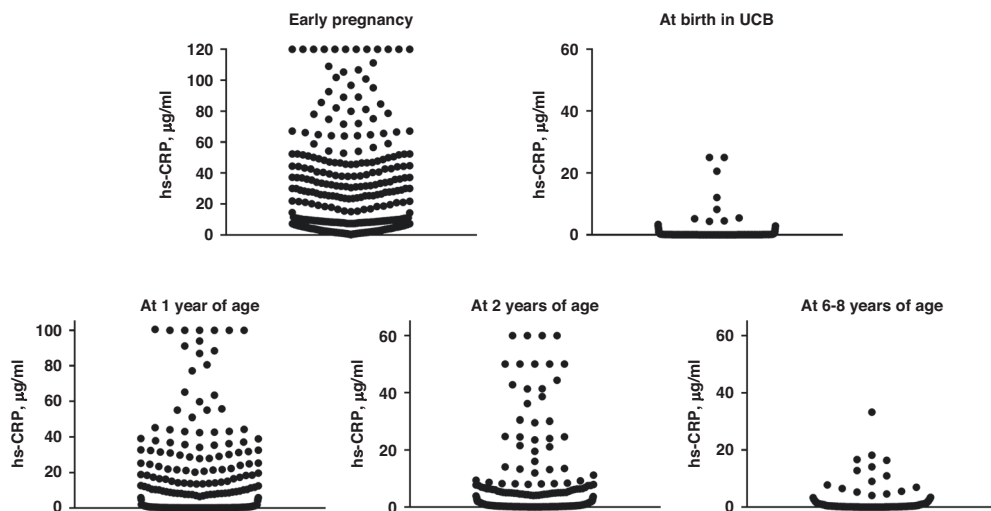 Early pregnancy
At birth in UCB
120
100
80
60
40
20
0
hs-CRP, µg/ml
60
40
20
0
hs-CRP, µg/ml
At 1 year of age
At 2 years of age
At 6-8 years of age
100
80
60
40
20
0
hs-CRP, µg/ml
60
40
20
0
hs-CRP, µg/ml
60
40
20
0
hs-CRP, µg/ml